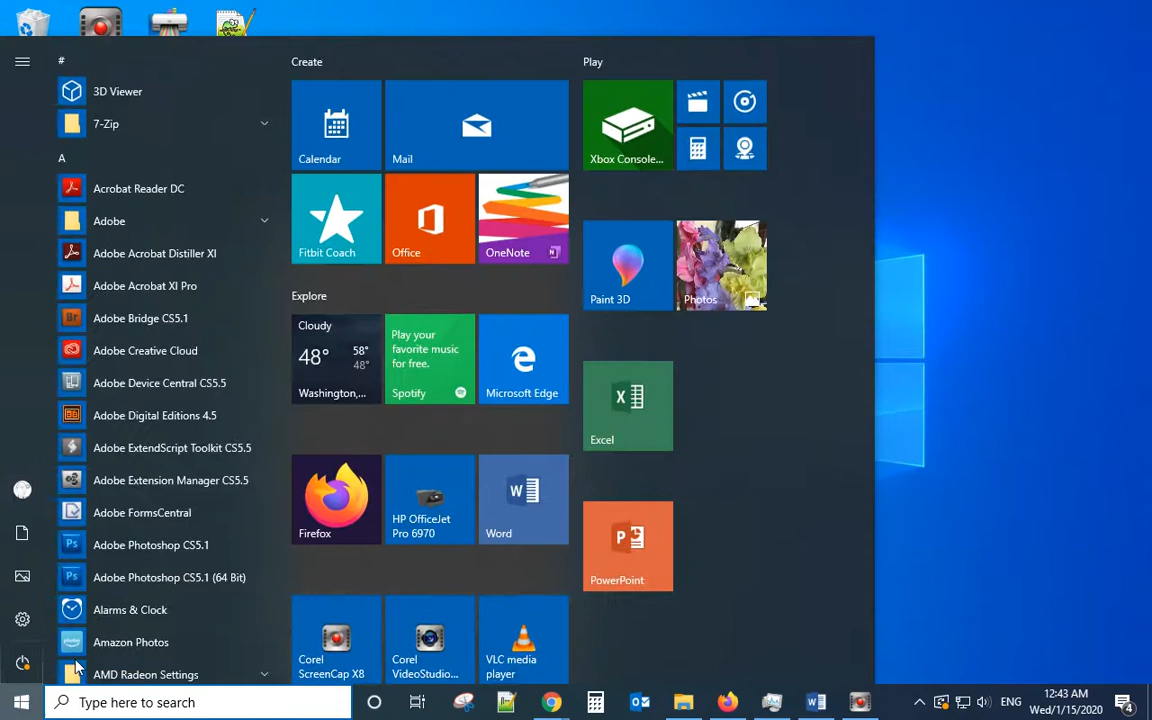 #
3D Viewer
7-Zip
A
Acrobat Reader DC
Adobe
Adobe Acrobat Distiller XI
Adobe Acrobat XI Pro
Br
Adobe Bridge CS5.1
Adobe Creative Cloud
Adobe Device Central CS5.5
Adobe Digital Editions 4.5
Adobe ExtendScript Toolkit CS5.5
Adobe Extension Manager CS5.5
Adobe FormsCentral
Ps
Adobe Photoshop CS5.1
Ps
Adobe Photoshop CS5.1 (64 Bit)
Alarms & Clock
Amazon Photos
AMD Radeon Settings
Create
Calendar
Mail
Fitbit Coach
Office
OneNote
Explore
Cloudy
48° 58°
48°
Washington,...
Play your
favorite music
for free.
Spotify
Microsoft Edge
Firefox
HP OfficeJet
Pro 6970
Word
Corel
ScreenCap X8
Corel
VideoStudio...
VLC media
player
Play
Xbox Console...
Paint 3D
Photos
Excel
PowerPoint
Type here to search
ENG
12:43 AM
Wed/1/15/2020
4